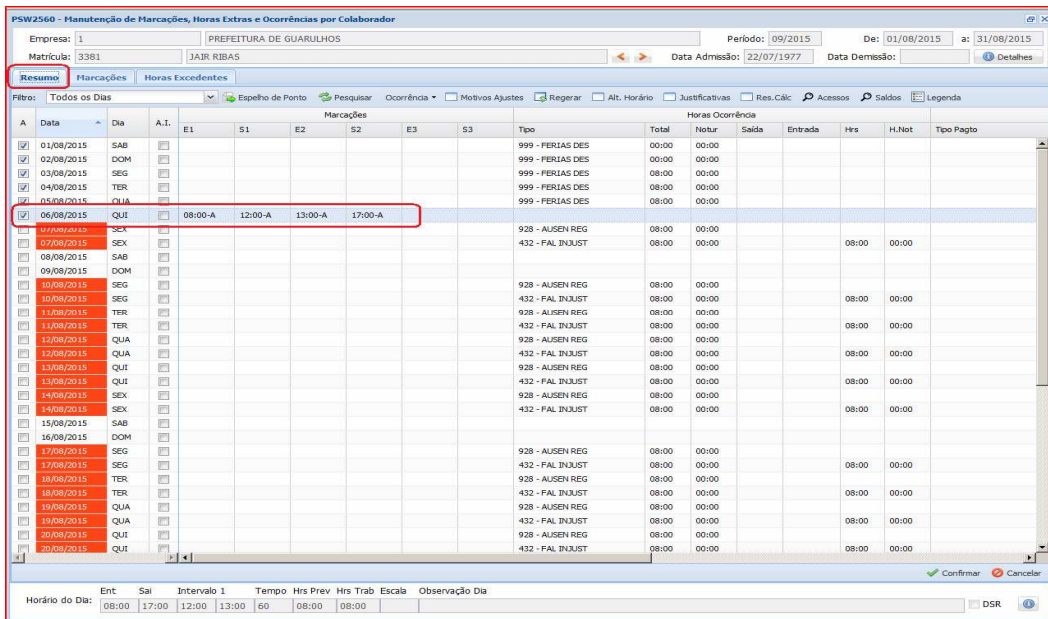 PSW2560 - Manutenção de Marcações, Horas Extras e Ocorrências por Colaborador
Empresa: 1 PREFEITURA DE GUARULHOS Período: 09/2015 De: 01/08/2015 a: 31/08/2015
Matrícula: 3381 JAIR RIBAS Data Admissão: 22/07/1977 Data Demissão: Detalhes
Resumo Marcações Horas Excedentes
Filtro: Todos os Dias Espelho de Ponto Pesquisar Ocorrência Motivos Ajustes Regerar Alt. Horário Justificativas Res.Cálc Acessos Saldos Legenda
Marcações Horas Ocorrência
A Data Dia A.I. E1 S1 E2 S2 E3 S3 Tipo Total Notur Saída Entrada Hrs H.Not Tipo Pagto
01/08/2015 SAB 999 - FERIAS DES 00:00 00:00
02/08/2015 DOM 999 - FERIAS DES 00:00 00:00
03/08/2015 SEG 999 - FERIAS DES 08:00 00:00
04/08/2015 TER 999 - FERIAS DES 08:00 00:00
05/08/2015 QUA 999 - FERIAS DES 08:00 00:00
06/08/2015 QUI 08:00-A 12:00-A 13:00-A 17:00-A
07/08/2015 SEX 928 - AUSEN REG 08:00 00:00
07/08/2015 SEX 432 - FAL INJUST 08:00 00:00 08:00 00:00
08/08/2015 SAB
09/08/2015 DOM
10/08/2015 SEG 928 - AUSEN REG 08:00 00:00
10/08/2015 SEG 432 - FAL INJUST 08:00 00:00 08:00 00:00
11/08/2015 TER 928 - AUSEN REG 08:00 00:00
11/08/2015 TER 432 - FAL INJUST 08:00 00:00 08:00 00:00
12/08/2015 QUA 928 - AUSEN REG 08:00 00:00
12/08/2015 QUA 432 - FAL INJUST 08:00 00:00 08:00 00:00
13/08/2015 QUI 928 - AUSEN REG 08:00 00:00
13/08/2015 QUI 432 - FAL INJUST 08:00 00:00 08:00 00:00
14/08/2015 SEX 928 - AUSEN REG 08:00 00:00
14/08/2015 SEX 432 - FAL INJUST 08:00 00:00 08:00 00:00
15/08/2015 SAB
16/08/2015 DOM
17/08/2015 SEG 928 - AUSEN REG 08:00 00:00
17/08/2015 SEG 432 - FAL INJUST 08:00 00:00 08:00 00:00
18/08/2015 TER 928 - AUSEN REG 08:00 00:00
18/08/2015 TER 432 - FAL INJUST 08:00 00:00 08:00 00:00
19/08/2015 QUA 928 - AUSEN REG 08:00 00:00
19/08/2015 QUA 432 - FAL INJUST 08:00 00:00 08:00 00:00
20/08/2015 QUI 928 - AUSEN REG 08:00 00:00
20/08/2015 QUI 432 - FAL INJUST 08:00 00:00 08:00 00:00
Confirmar Cancelar
Ent Sai Intervalo 1 Tempo Hrs Prev Hrs Trab Escala Observação Dia
Horário do Dia: 08:00 17:00 12:00 13:00 60 08:00 08:00 DSR